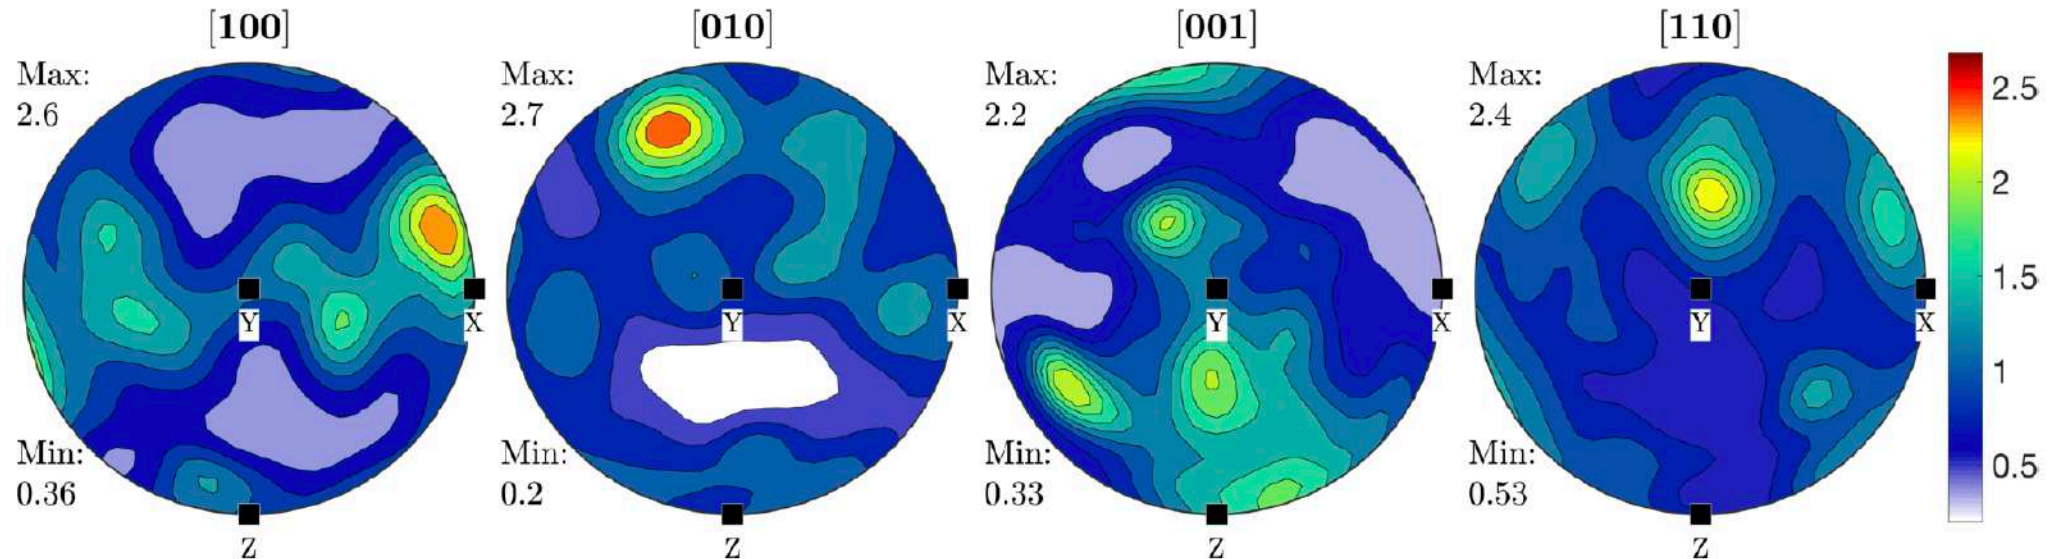 [100]
Max:
2.6
Y
X
Min:
0.36
Z
[010]
Max:
2.7
Y
X
Min:
0.2
Z
[001]
Max:
2.2
Y
X
Min:
0.33
Z
[110]
Max:
2.4
Y
X
Min:
0.53
Z
2.5
2
1.5
1
0.5